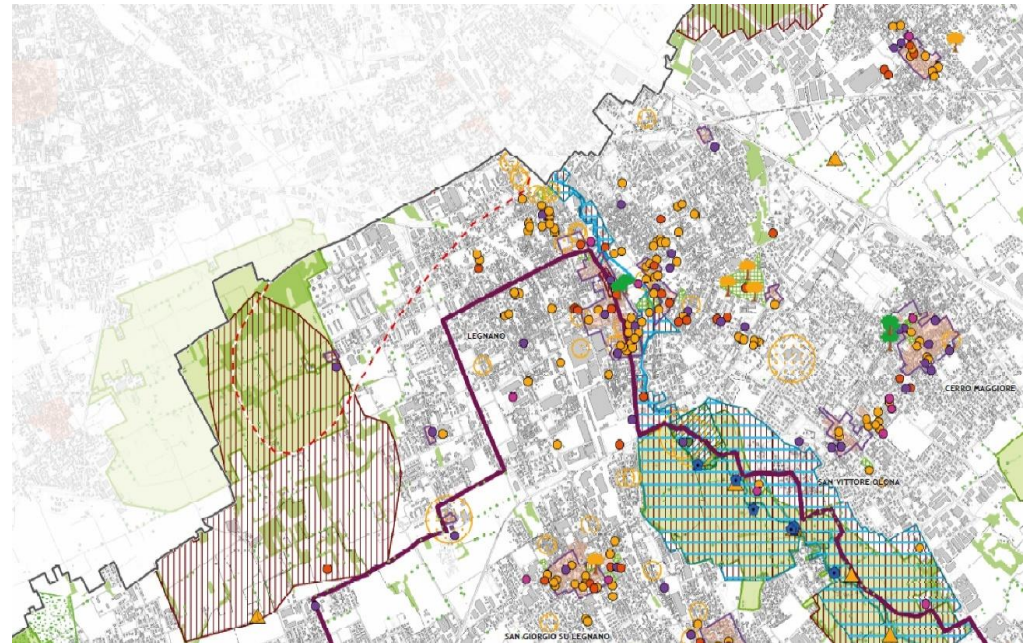 LEGNANO
CERRO MAGGIORE
SAN VITTORE OLONA
SAN GIORGIO SU LEGNANO